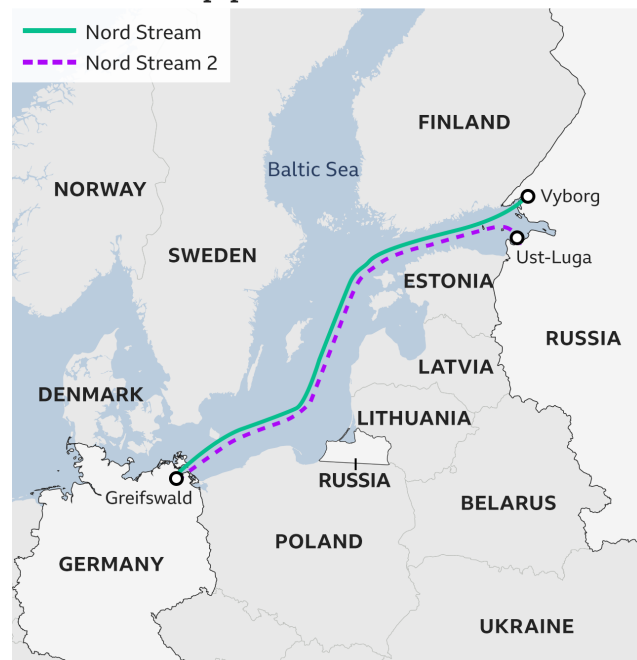 Nord Stream
Nord Stream 2
FINLAND
Baltic Sea
NORWAY
Vyborg
SWEDEN
Ust-Luga
ESTONIA
RUSSIA
LATVIA
DENMARK
LITHUANIA
RUSSIA
Greifswald
BELARUS
POLAND
GERMANY
UKRAINE